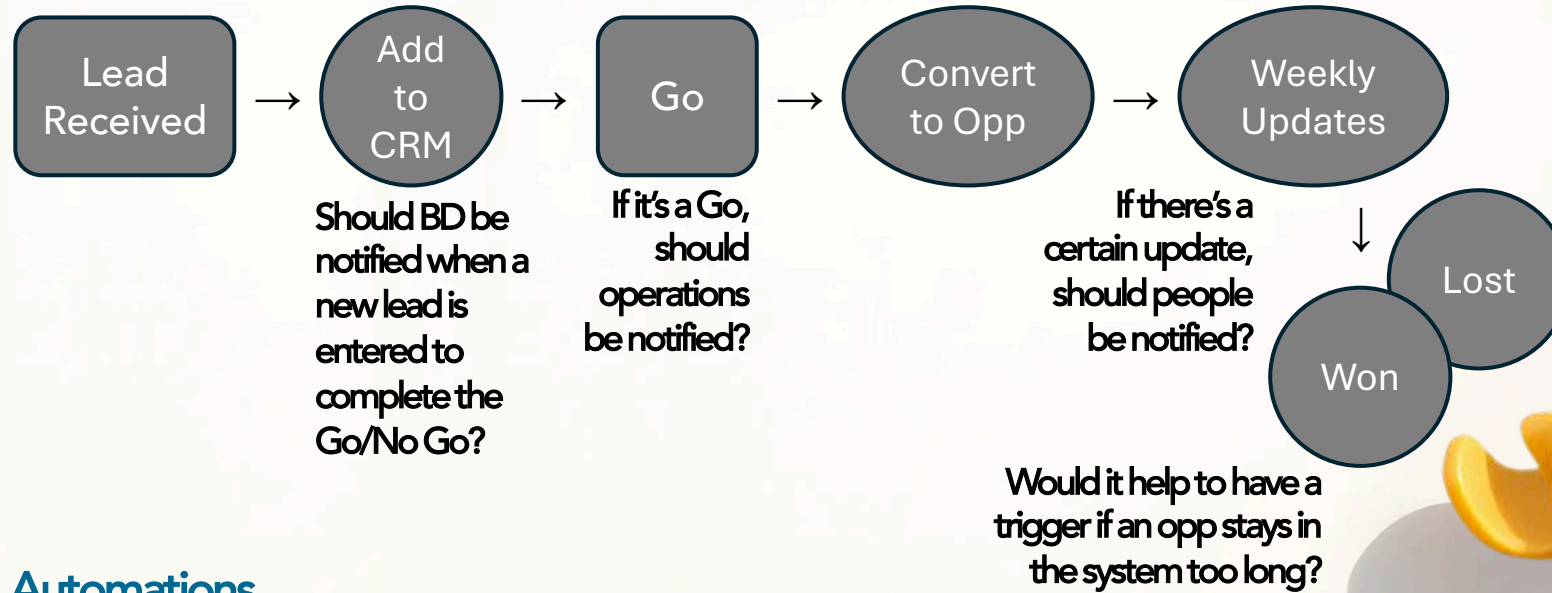 Lead
Received
→
Add
to
CRM
→
Go
→
Convert
to Opp
→
Weekly
Updates
Should BD be
notified when a
new lead is
entered to
complete the
Go/No Go?
If it's a Go,
should
operations
be notified?
If there's a
certain update,
should people
be notified?
↓
Lost
Won
Would it help to have a
trigger if an opp stays in
the system too long?
Automations